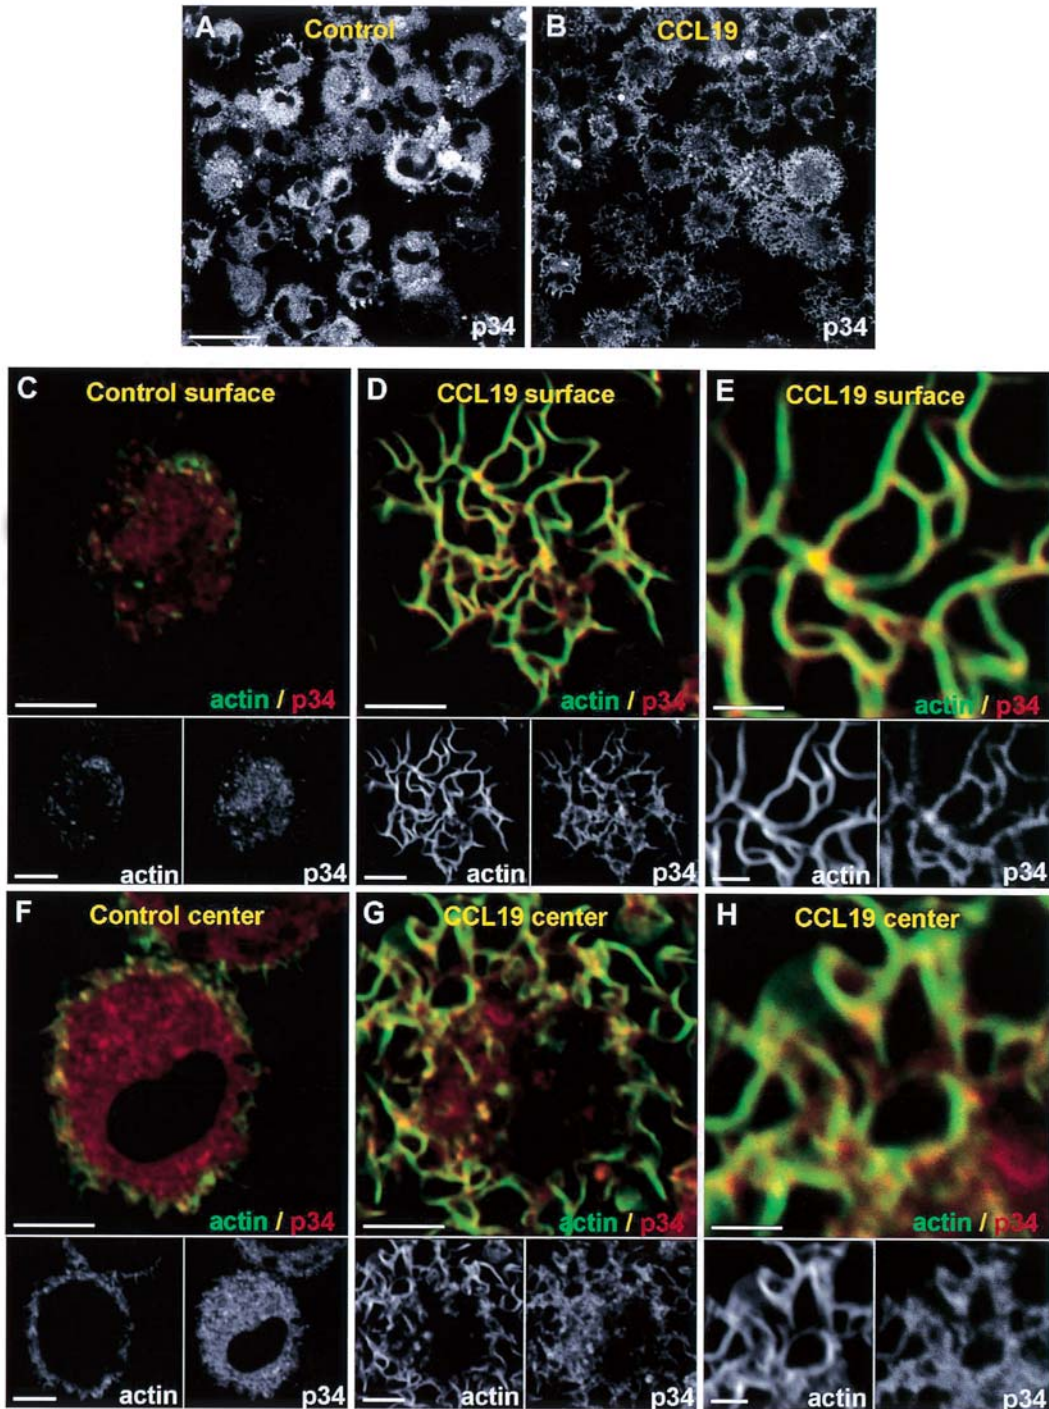 A Control
B CCL19
p34
p34
C Control surface
D CCL19 surface
E CCL19 surface
actin / p34
actin / p34
actin / p34
actin
p34
actin
p34
actin
p34
F Control center
G CCL19 center
H CCL19 center
actin / p34
actin / p34
actin / p34
actin
p34
actin
p34
actin
p34